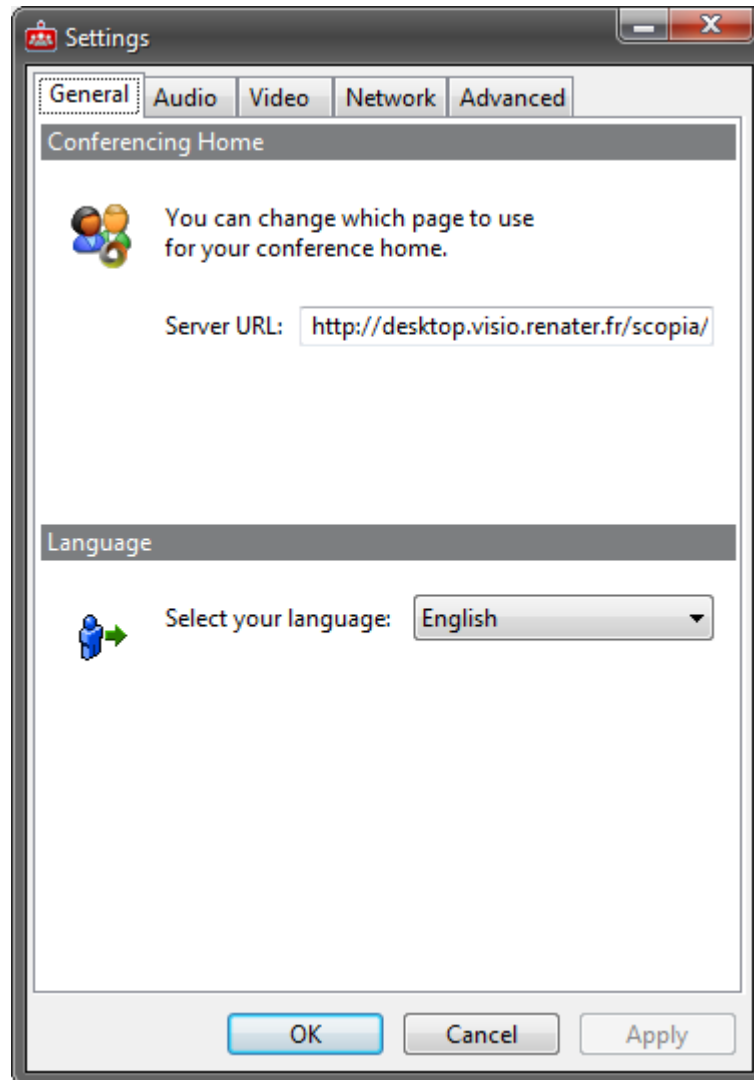 Settings
General Audio Video Network Advanced
Conferencing Home
You can change which page to use
for your conference home.
Server URL: http://desktop.visio.renater.fr/scopia/
Language
Select your language: English
OK Cancel Apply